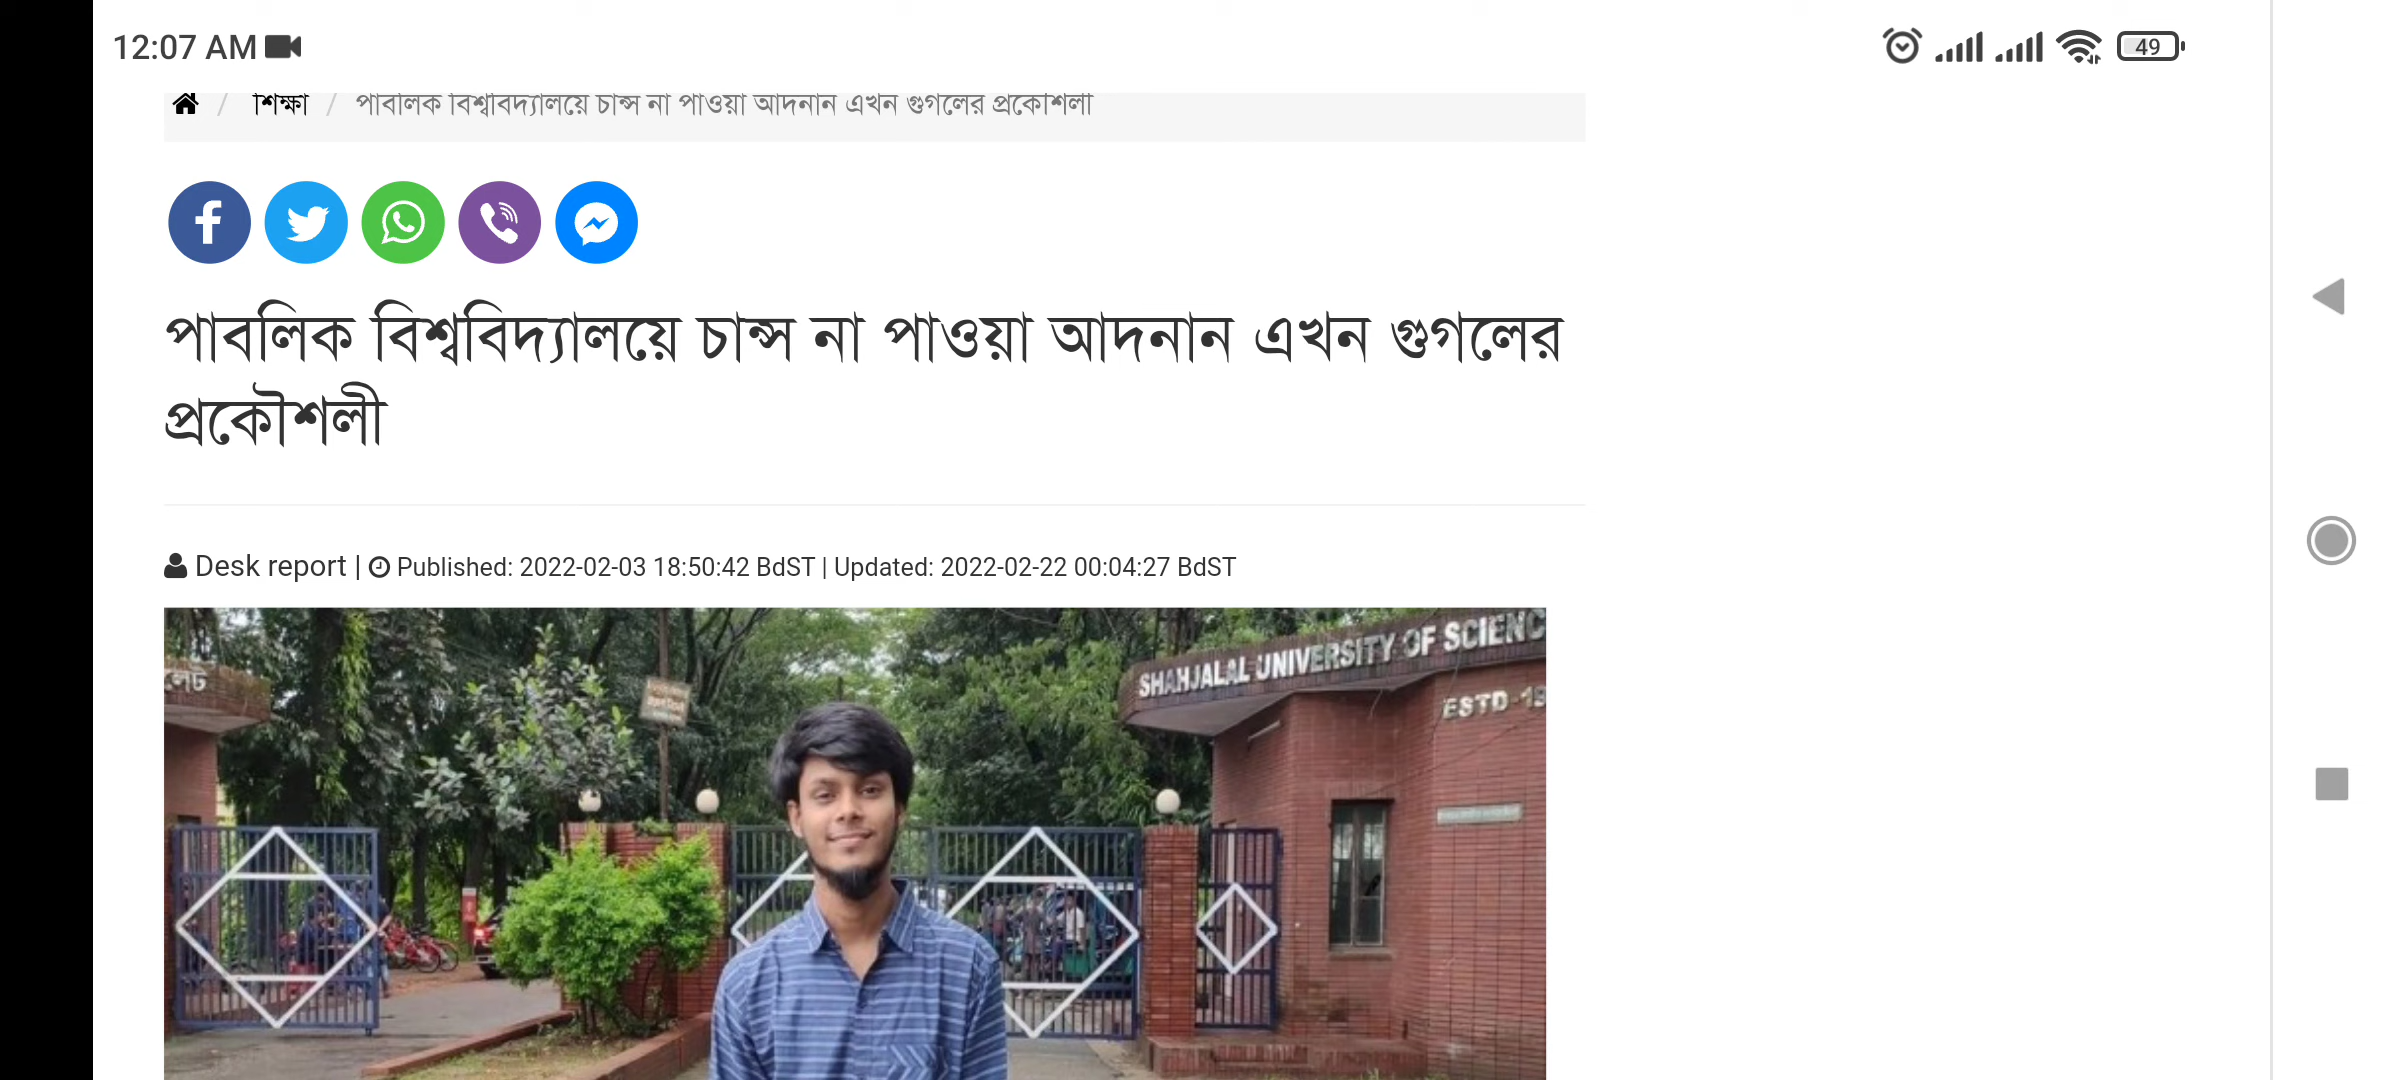 12:07 AM
49
শিক্ষা / পাবলিক বিশ্ববিদ্যালয়ে চান্স না পাওয়া আদনান এখন গুগলের প্রকৌশলী
পাবলিক বিশ্ববিদ্যালয়ে চান্স না পাওয়া আদনান এখন গুগলের
প্রকৌশলী
Desk report | Published: 2022-02-03 18:50:42 BdST | Updated: 2022-02-22 00:04:27 BdST
SHAHJALAL UNIVERSITY OF SCIENC
ESTD-19
লেট